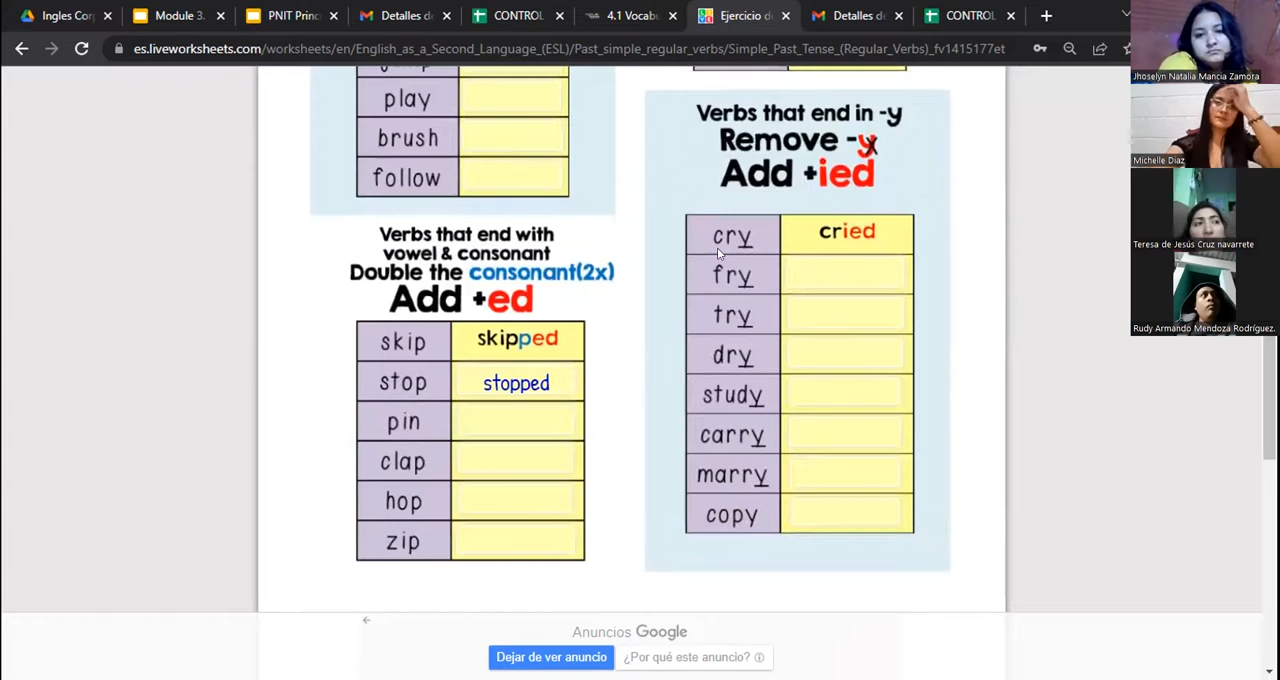 Ingles Corp
Module 3.
PNIT Princ
Detalles de
CONTROL
4.1 Vocabu
Ejercicio de
Detalles de
CONTROL
es.liveworksheets.com/worksheets/en/English_as_a_Second_Language_(ESL)/Past_simple_regular_verbs/Simple_Past_Tense_(Regular_Verbs)_fv1415177et
Jhoselyn Natalia Mancia Zamora
Michelle Diaz
Teresa de Jesús Cruz navarrete
Rudy Armando Mendoza Rodríguez.
play
brush
follow
Verbs that end with
vowel & consonant
Double the consonant(2x)
Add +ed
skip skipped
stop stopped
pin
clap
hop
zip
Verbs that end in -y
Remove -y
Add +ied
cry cried
fry
try
dry
study
carry
marry
copy
Anuncios Google
Dejar de ver anuncio
¿Por qué este anuncio?